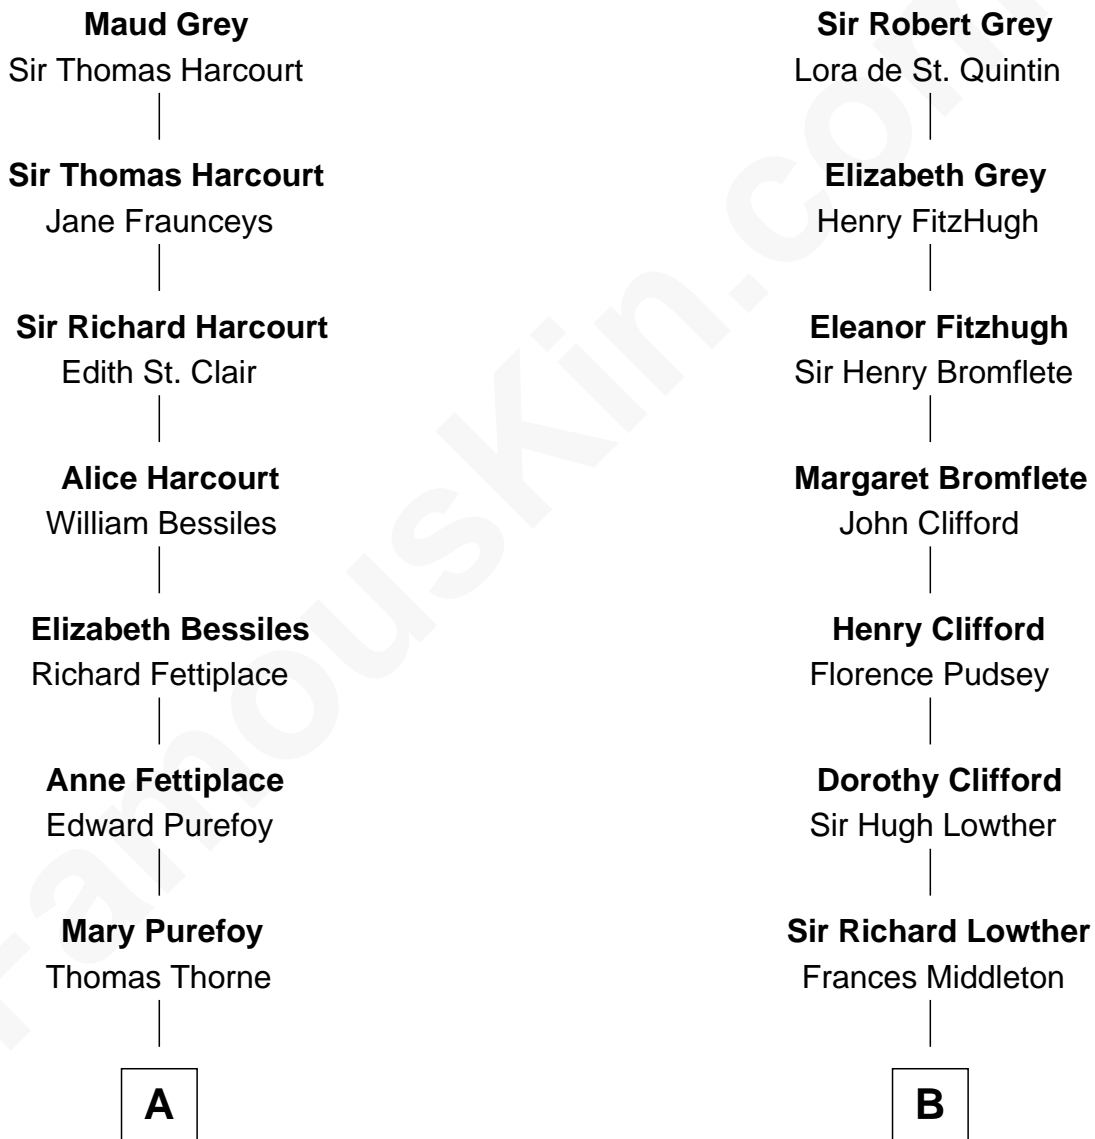 Maud Grey
Sir Thomas Harcourt
Sir Thomas Harcourt
Jane Fraunceys
Sir Richard Harcourt
Edith St. Clair
Alice Harcourt
William Bessiles
Elizabeth Bessiles
Richard Fettiplace
Anne Fettiplace
Edward Purefoy
Mary Purefoy
Thomas Thorne
A
Sir Robert Grey
Lora de St. Quintin
Elizabeth Grey
Henry FitzHugh
Eleanor Fitzhugh
Sir Henry Bromflete
Margaret Bromflete
John Clifford
Henry Clifford
Florence Pudsey
Dorothy Clifford
Sir Hugh Lowther
Sir Richard Lowther
Frances Middleton
B
FamousKin.com